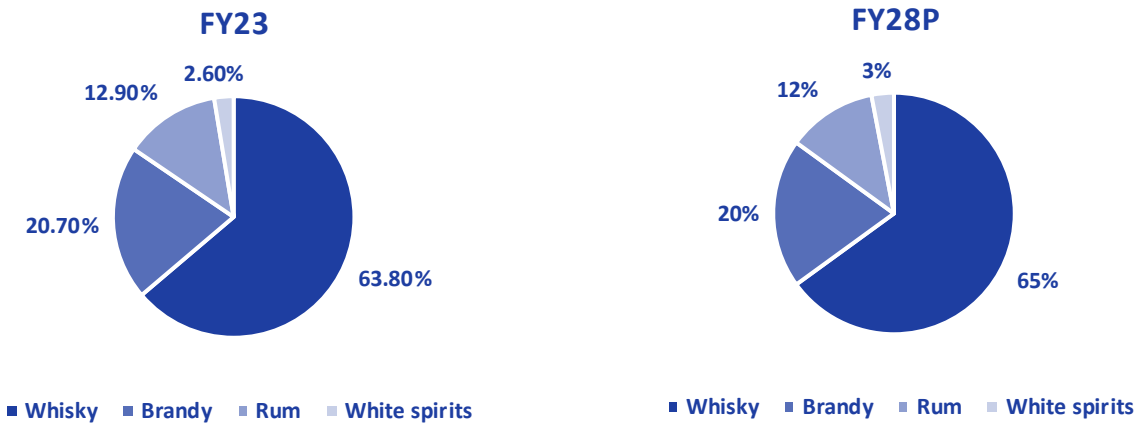 FY23
2.60%
12.90%
20.70%
63.80%
Whisky Brandy Rum White spirits
FY28P
3%
12%
20%
65%
Whisky Brandy Rum White spirits